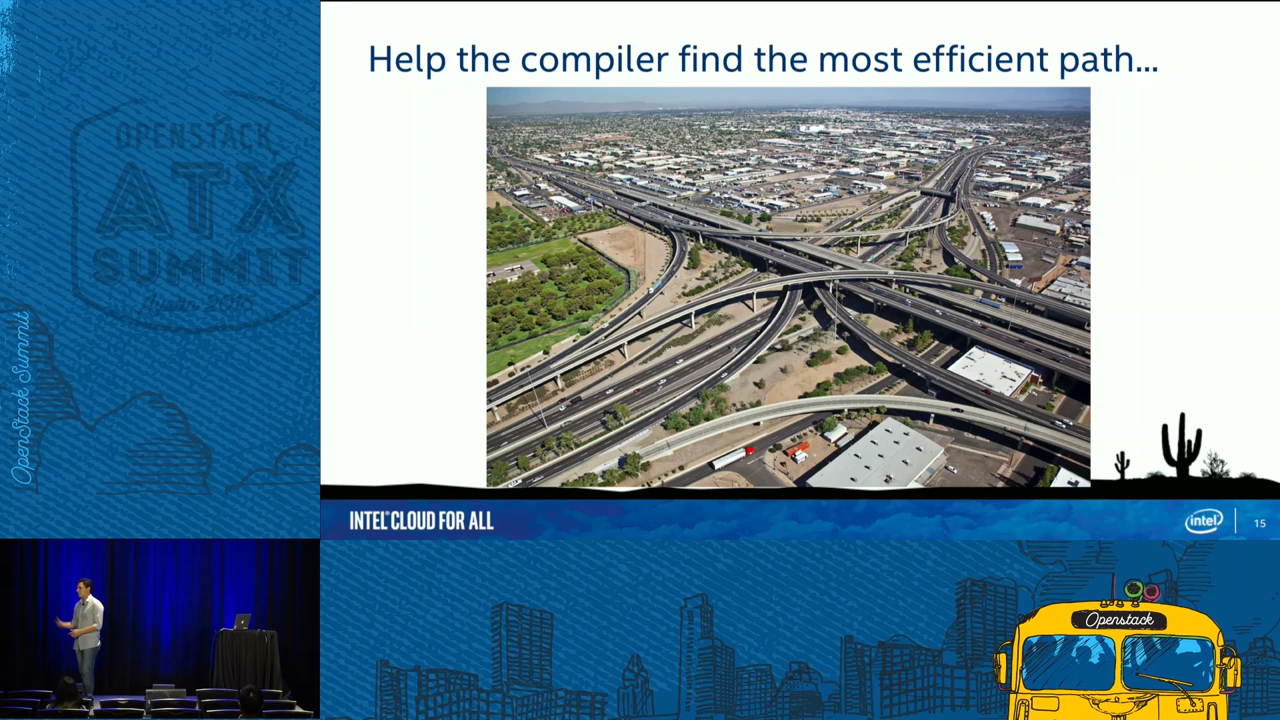 Help the compiler find the most efficient path...
OPENSTACK
ATX
SUMMIT
Austin 2016
OpenStack Summit
INTEL® CLOUD FOR ALL
intel
15
Openstack